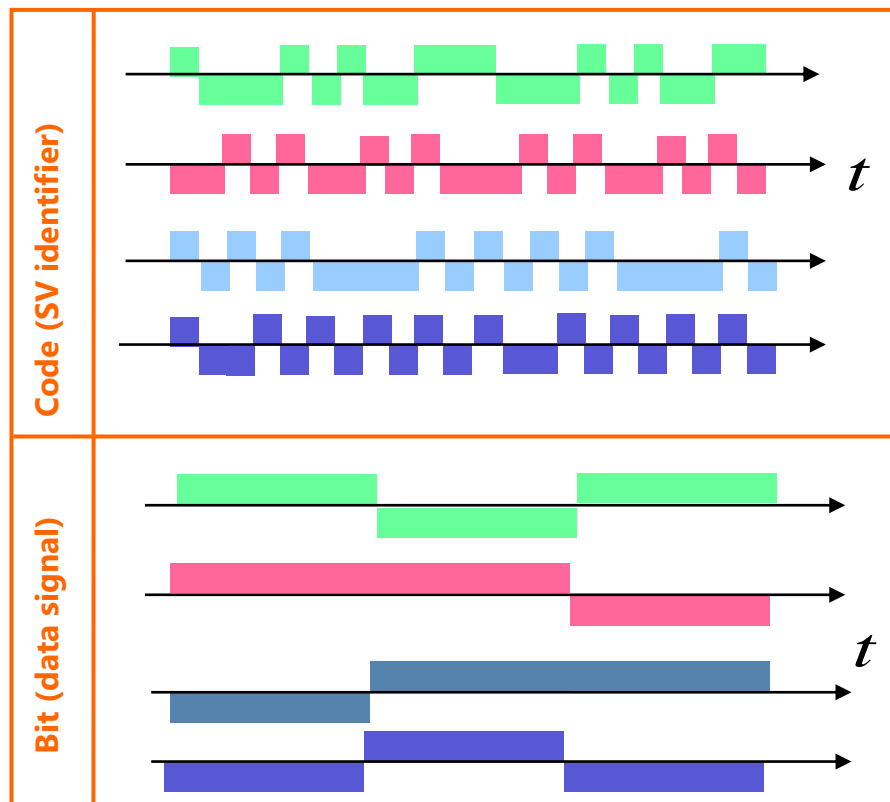 Code (SV identifier)
t
Bit (data signal)
t